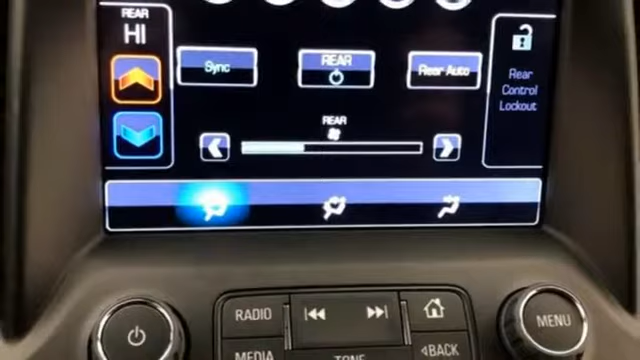 REAR
HI
Sync
REAR
Rear Auto
Rear
Control
Lockout
REAR
RADIO
MENU
MEDIA
TONE
BACK